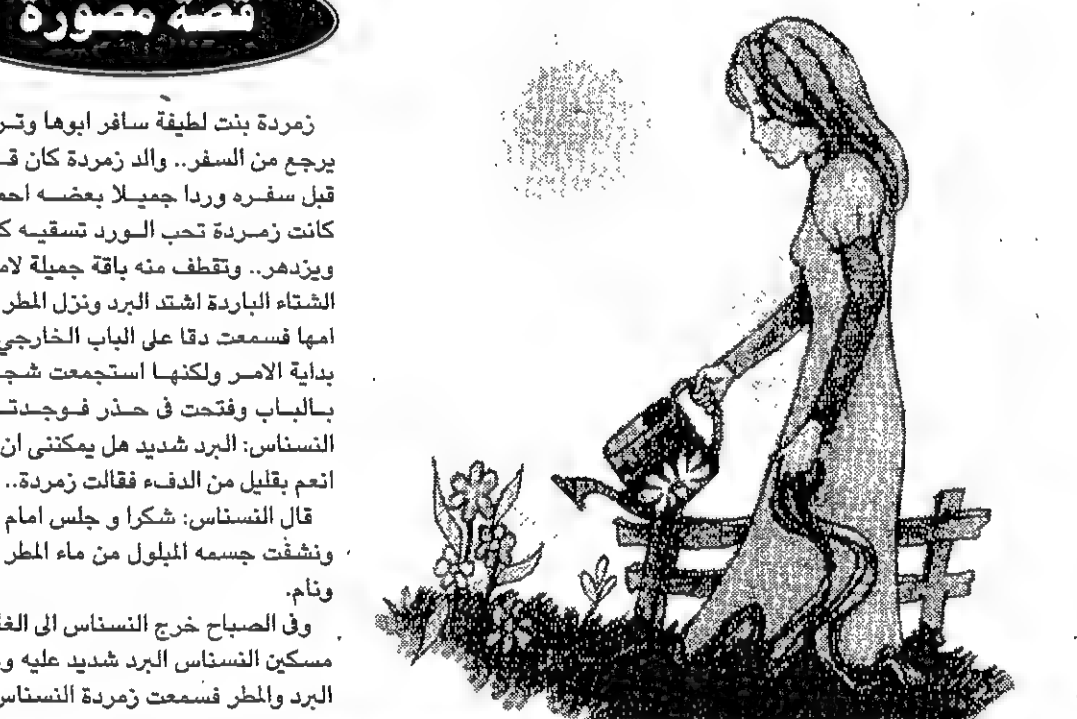 قصة مصورة
زمردة بنت لطيفة سافر ابوها وتـر
يرجع من السفر.. والد زمردة كان قـ
قبل سفـره وردا جميـلا بعضـه احمـ
كانت زمـردة تحب الـورد تسقيـه كـ
ويزدهر.. وتقطف منه باقة جميلة لامـ
الشتاء الباردة اشتد البرد ونزل المطر
امها فسمعت دقا على الباب الخارجي
بداية الامـر ولكنهـا استجمعت شجـ
بـالبـاب وفتحت فى حـذر فـوجـدتـ
النسناس: البرد شديد هل يمكننى ان
انعم بقليل من الدفء فقالت زمردة..
قال النسناس: شكرا و جلس امام
ونشفت جسمه المبلول من ماء المطر
ونام.
وفى الصباح خرج النسناس الى الغا
مسكين النسناس البرد شديد عليه و
البرد والمطر فسمعت زمردة النسناس